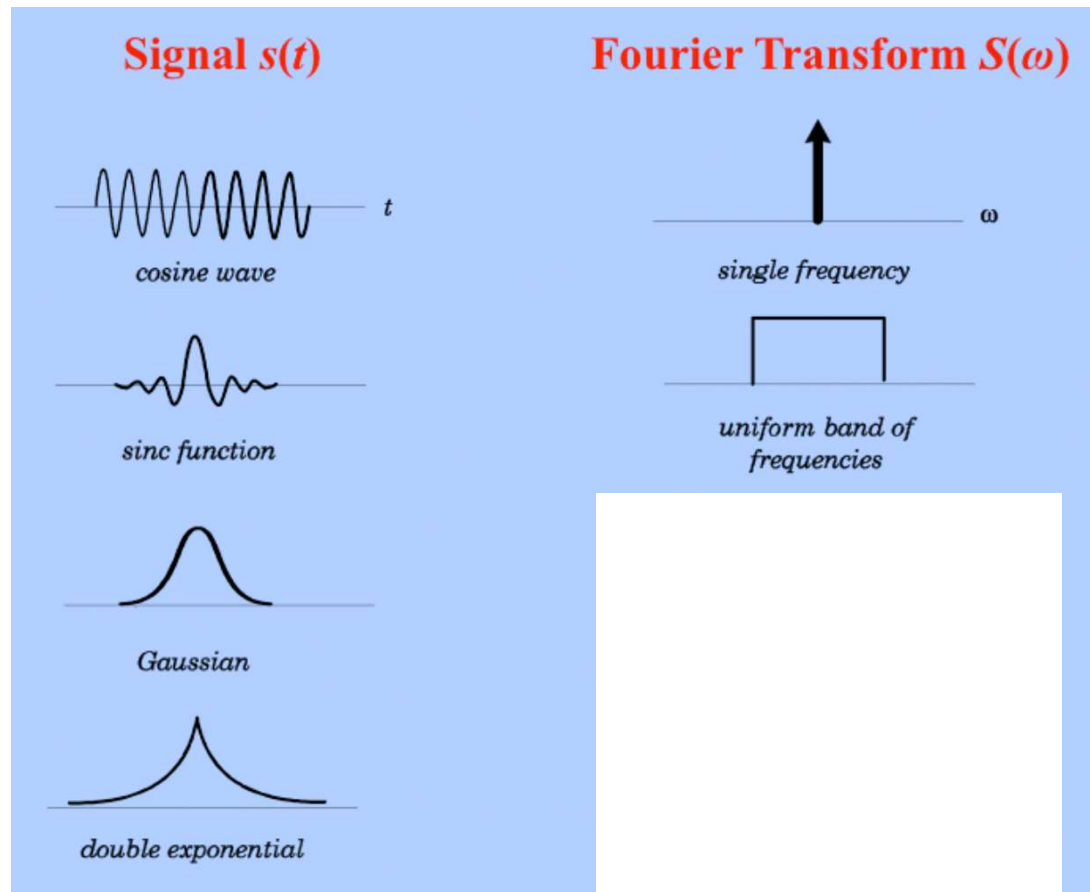 Signal s(t)
Fourier Transform S(ω)
t
ω
cosine wave
single frequency
sinc function
uniform band of
frequencies
Gaussian
double exponential